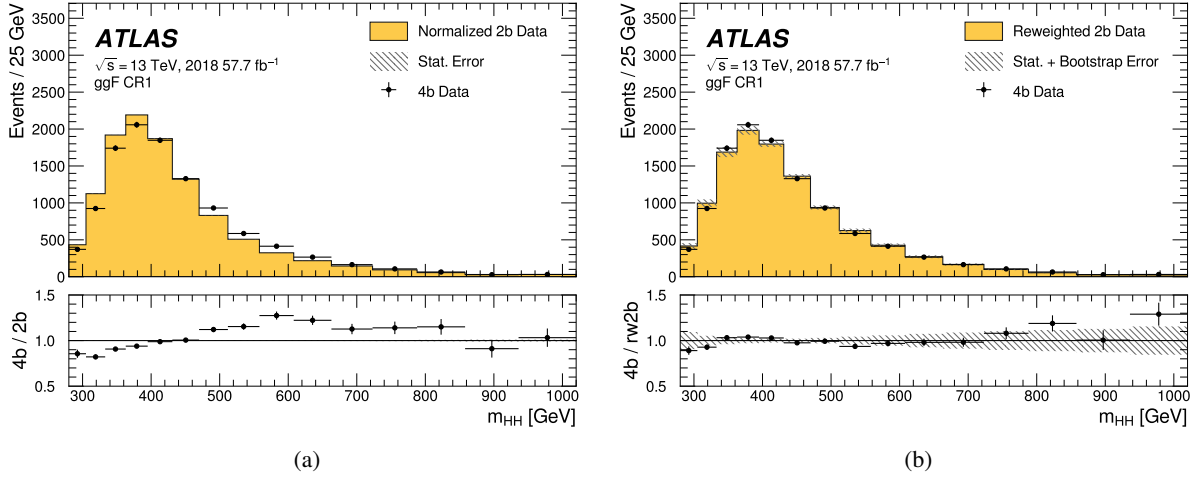 Events / 25 GeV
3500
3000
2500
2000
1500
1000
500
0
ATLAS
√s = 13 TeV, 2018 57.7 fb⁻¹
ggF CR1
Normalized 2b Data
Stat. Error
4b Data
4b / 2b
1.5
1.0
0.5
300 400 500 600 700 800 900 1000
m_HH [GeV]
(a)
Events / 25 GeV
3500
3000
2500
2000
1500
1000
500
0
ATLAS
√s = 13 TeV, 2018 57.7 fb⁻¹
ggF CR1
Reweighted 2b Data
Stat. + Bootstrap Error
4b Data
4b / rw2b
1.5
1.0
0.5
300 400 500 600 700 800 900 1000
m_HH [GeV]
(b)